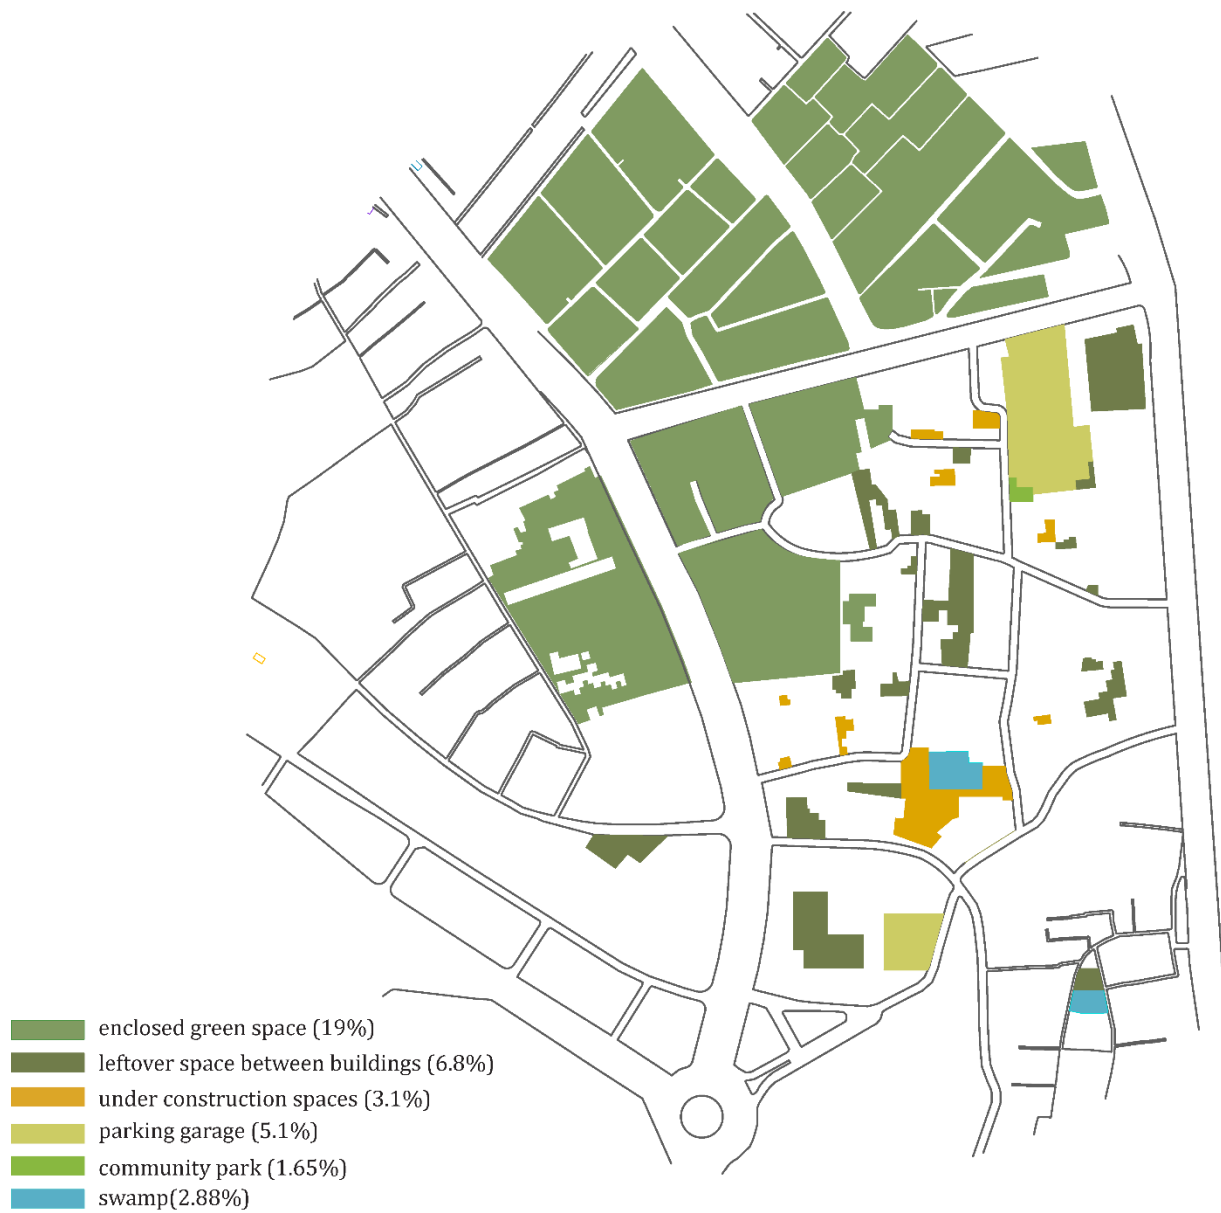 enclosed green space (19%)
leftover space between buildings (6.8%)
under construction spaces (3.1%)
parking garage (5.1%)
community park (1.65%)
swamp(2.88%)